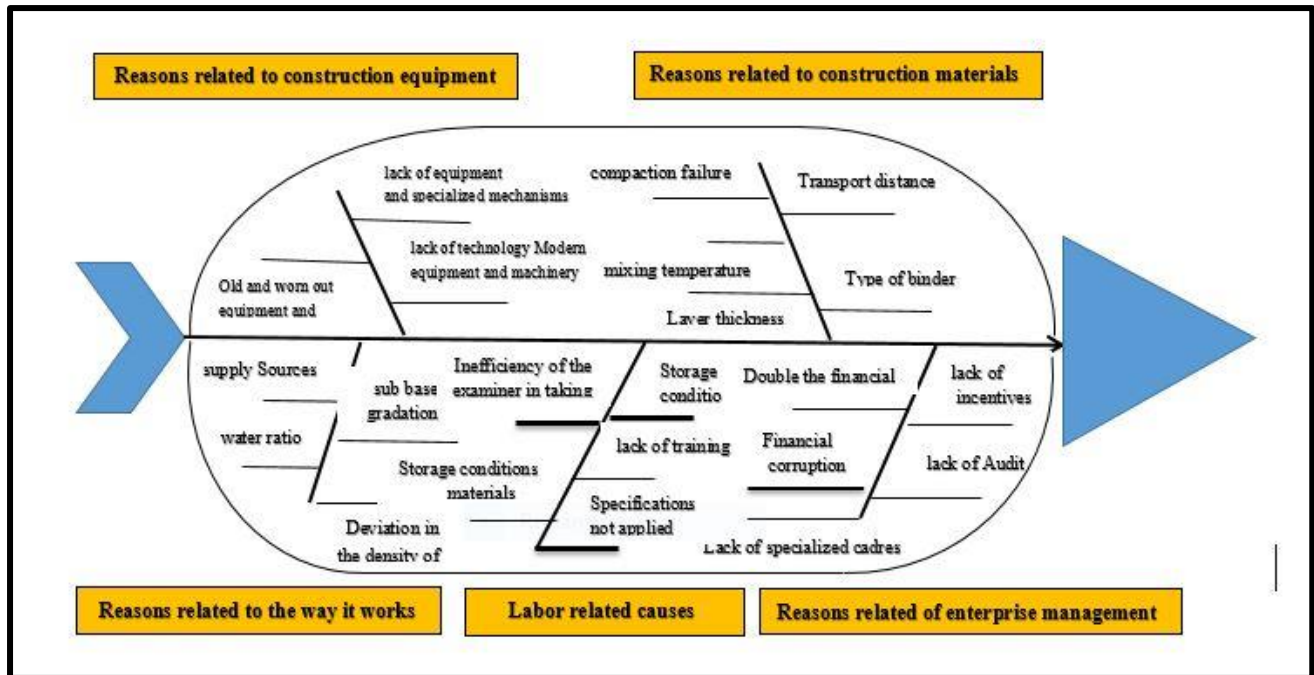 Reasons related to construction equipment
Reasons related to construction materials
lack of equipment
and specialized mechanisms
compaction failure
Transport distance
lack of technology Modern
equipment and machinery
mixing temperature
Type of binder
Old and worn out
equipment and
Layer thickness
supply Sources
sub base
gradation
Inefficiency of the
examiner in taking
Storage
conditio
Double the financial
lack of
incentives
water ratio
lack of training
Financial
corruption
lack of Audit
Storage conditions
materials
Specifications
not applied
Deviation in
the density of
Lack of specialized cadres
Reasons related to the way it works
Labor related causes
Reasons related of enterprise management